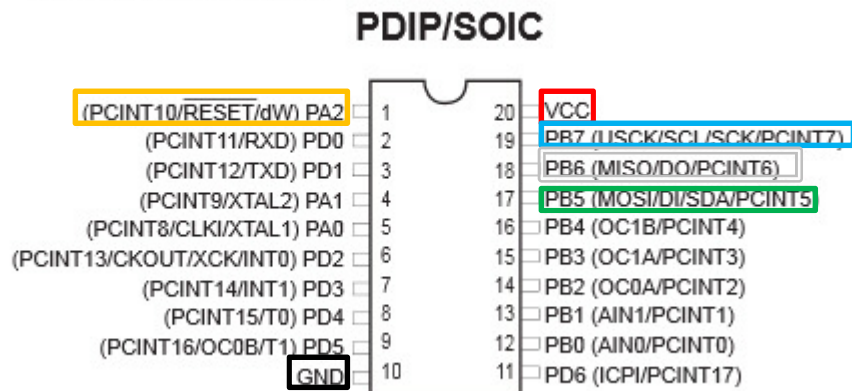 PDIP/SOIC
(PCINT10/RESET/dW) PA2 1 20 VCC
(PCINT11/RXD) PD0 2 19 PB7 (USCK/SCL/SCK/PCINT7)
(PCINT12/TXD) PD1 3 18 PB6 (MISO/DO/PCINT6)
(PCINT9/XTAL2) PA1 4 17 PB5 (MOSI/DI/SDA/PCINT5)
(PCINT8/CLKI/XTAL1) PA0 5 16 PB4 (OC1B/PCINT4)
(PCINT13/CKOUT/XCK/INT0) PD2 6 15 PB3 (OC1A/PCINT3)
(PCINT14/INT1) PD3 7 14 PB2 (OC0A/PCINT2)
(PCINT15/T0) PD4 8 13 PB1 (AIN1/PCINT1)
(PCINT16/OC0B/T1) PD5 9 12 PB0 (AIN0/PCINT0)
GND 10 11 PD6 (ICPI/PCINT17)